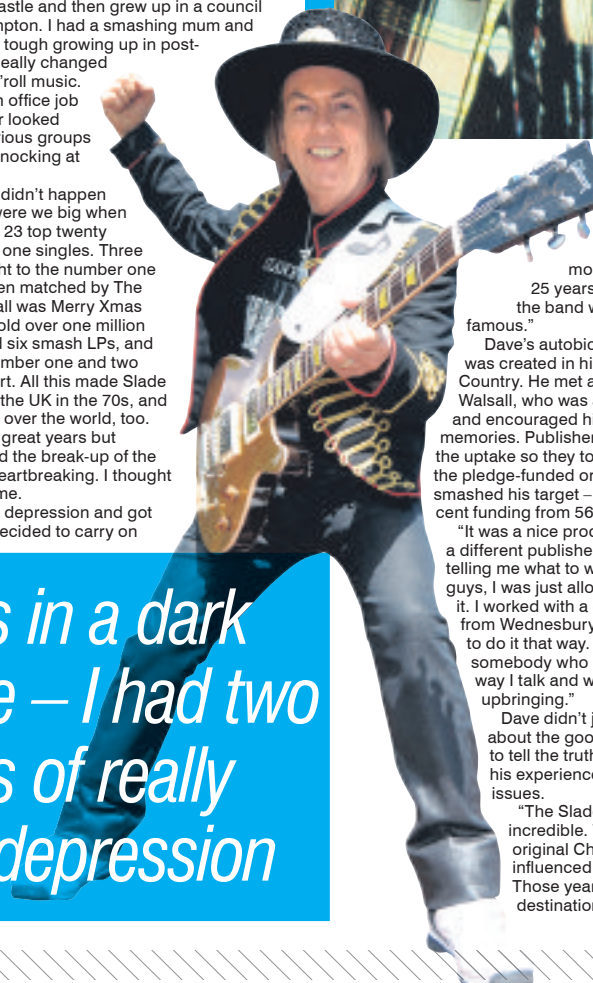 astle and then grew up in a council
mpton. I had a smashing mum and
tough growing up in post-
eally changed
'roll music.
n office job
r looked
vious groups
nocking at
didn't happen
vere we big when
23 top twenty
one singles. Three
ht to the number one
en matched by The
all was Merry Xmas
old over one million
d six smash LPs, and
mber one and two
rt. All this made Slade
the UK in the 70s, and
over the world, too.
great years but
d the break-up of the
eartbreaking. I thought
me.
depression and got
ecided to carry on
s in a dark
e – I had two
s of really
depression
mo
25 years
the band w
famous."
Dave's autobio
was created in hi
Country. He met a
Walsall, who was a
and encouraged hi
memories. Publisher
the uptake so they to
the pledge-funded or
smashed his target –
cent funding from 56
"It was a nice proc
a different publishe
telling me what to w
guys, I was just allo
it. I worked with a
from Wednesbury
to do it that way.
somebody who
way I talk and w
upbringing."
Dave didn't j
about the goo
to tell the truth
his experience
issues.
"The Slade
incredible.
original Ch
influenced
Those year
destination